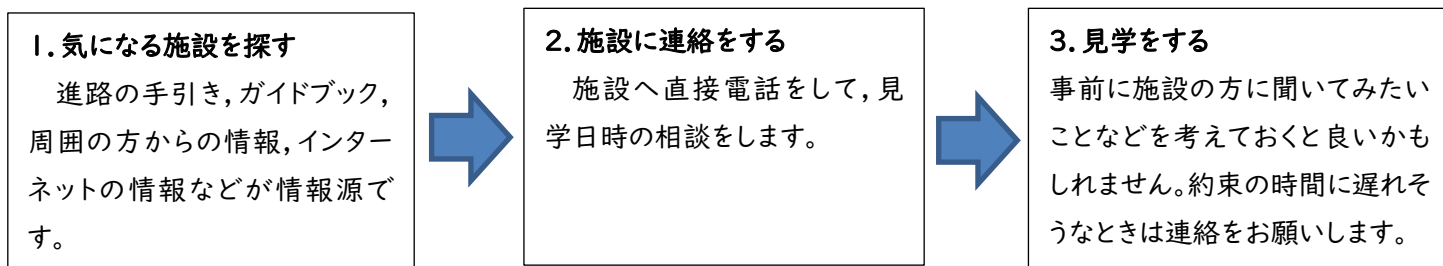 1.気になる施設を探す
進路の手引き,ガイドブック,
周囲の方からの情報,インター
ネットの情報などが情報源で
す。
2.施設に連絡をする
施設へ直接電話をして,見
学日時の相談をします。
3.見学をする
事前に施設の方に聞いてみたい
ことなどを考えておくと良いかも
しれません。約束の時間に遅れそ
うなときは連絡をお願いします。